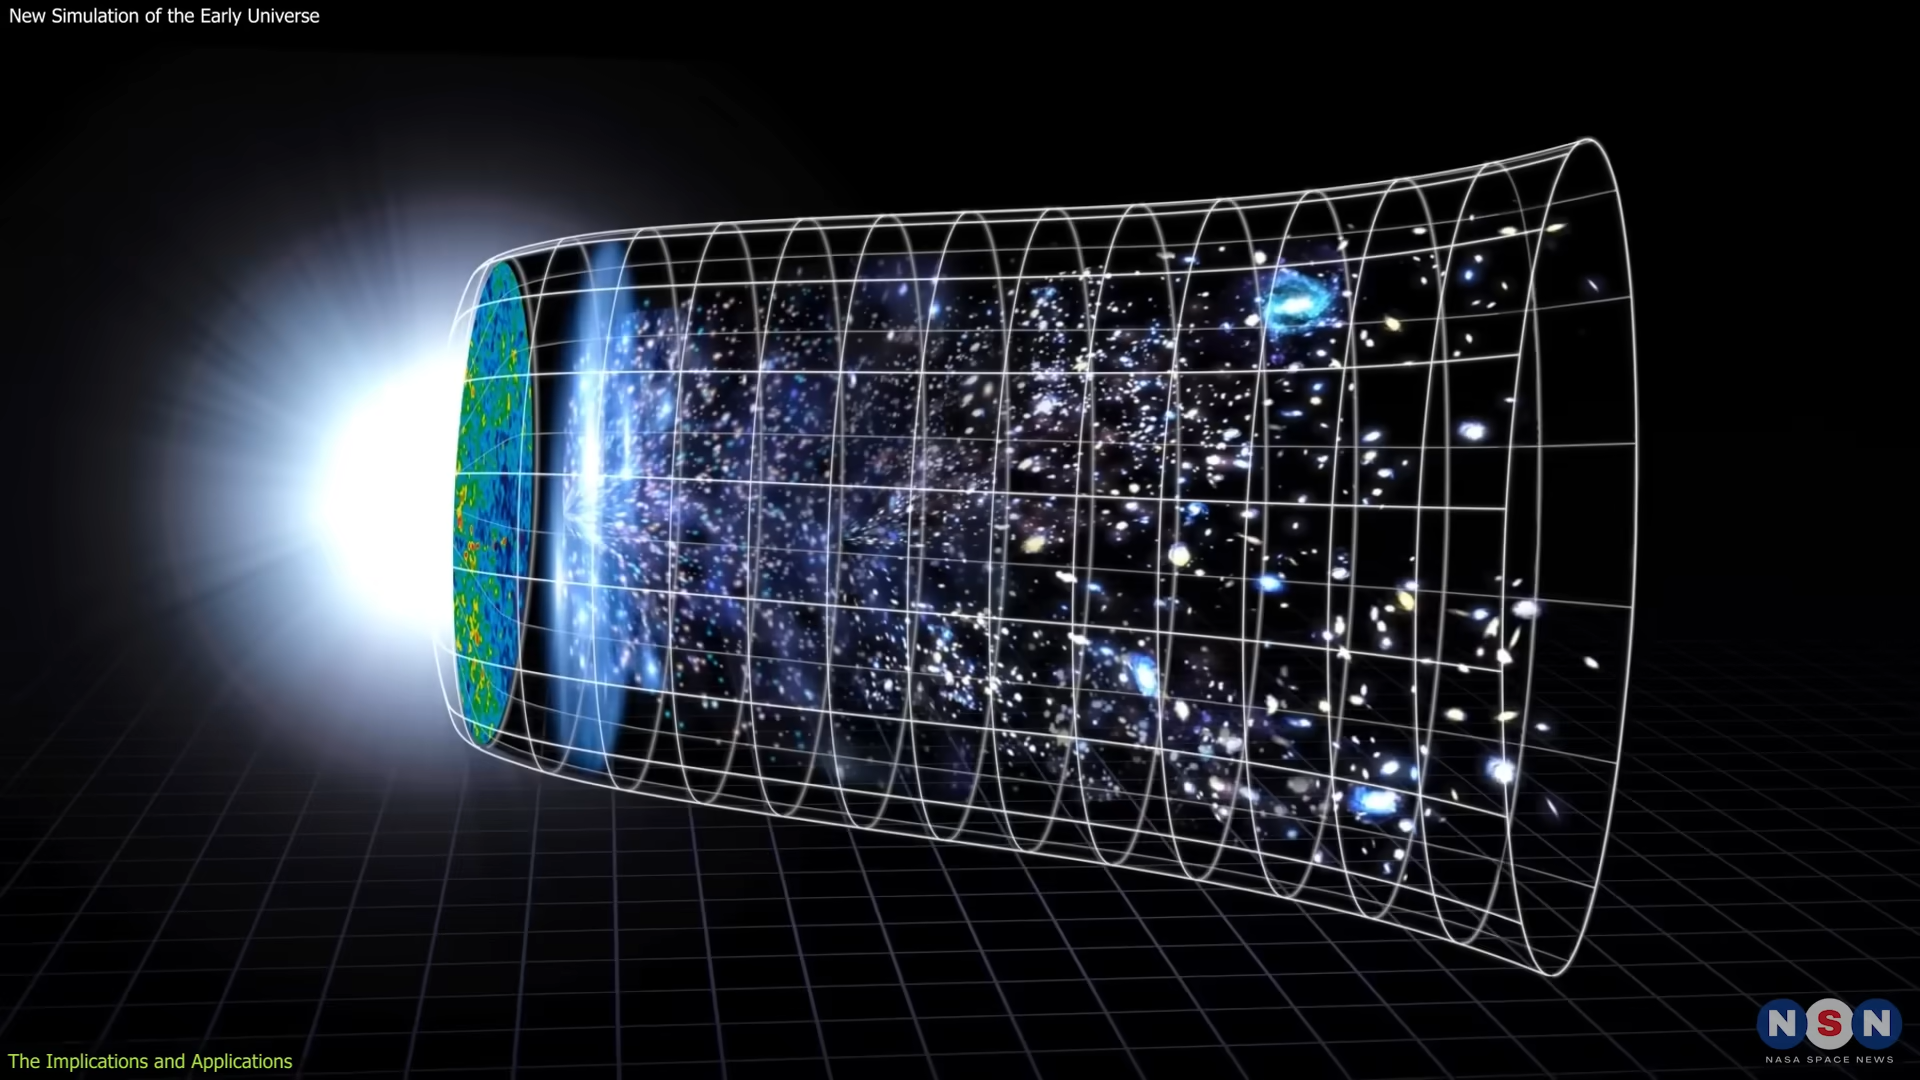 New Simulation of the Early Universe
The Implications and Applications
NSN
NASA SPACE NEWS